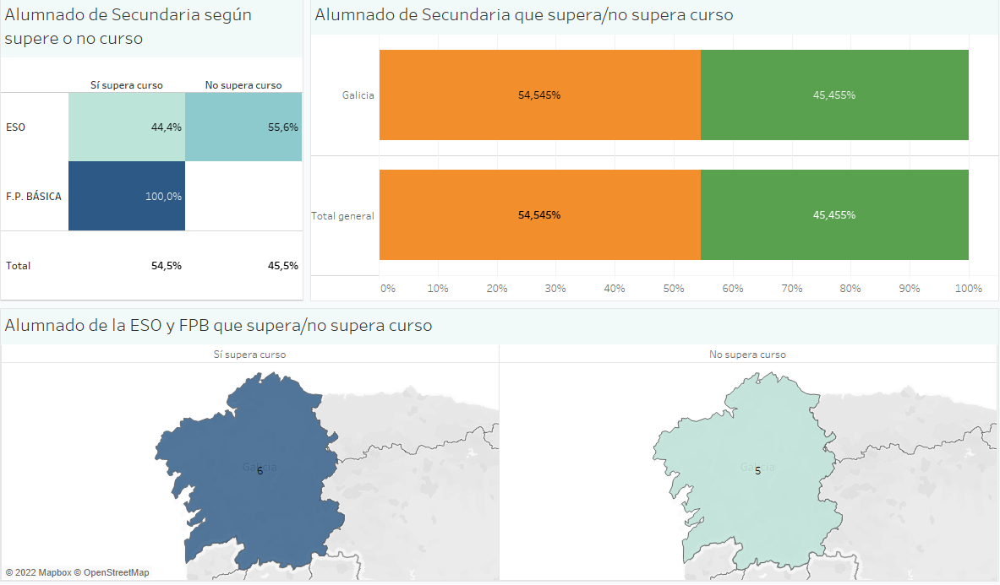 Alumnado de Secundaria según
supere o no curso
Sí supera curso No supera curso
ESO 44,4% 55,6%
F.P. BÁSICA 100,0%
Total 54,5% 45,5%
Alumnado de Secundaria que supera/no supera curso
Galicia 54,545% 45,455%
Total general 54,545% 45,455%
0% 10% 20% 30% 40% 50% 60% 70% 80% 90% 100%
Alumnado de la ESO y FPB que supera/no supera curso
Sí supera curso No supera curso
Galicia Galicia
6 5
© 2022 Mapbox © OpenStreetMap